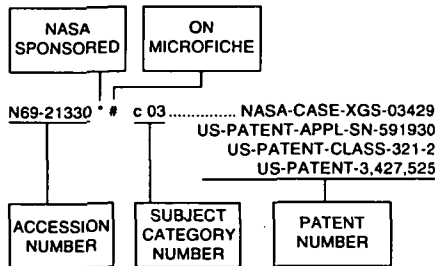 NASA
SPONSORED
ON
MICROFICHE
N69-21330 * # c 03 .............. NASA-CASE-XGS-03429
US-PATENT-APPL-SN-591930
US-PATENT-CLASS-321-2
US-PATENT-3,427,525
ACCESSION
NUMBER
SUBJECT
CATEGORY
NUMBER
PATENT
NUMBER